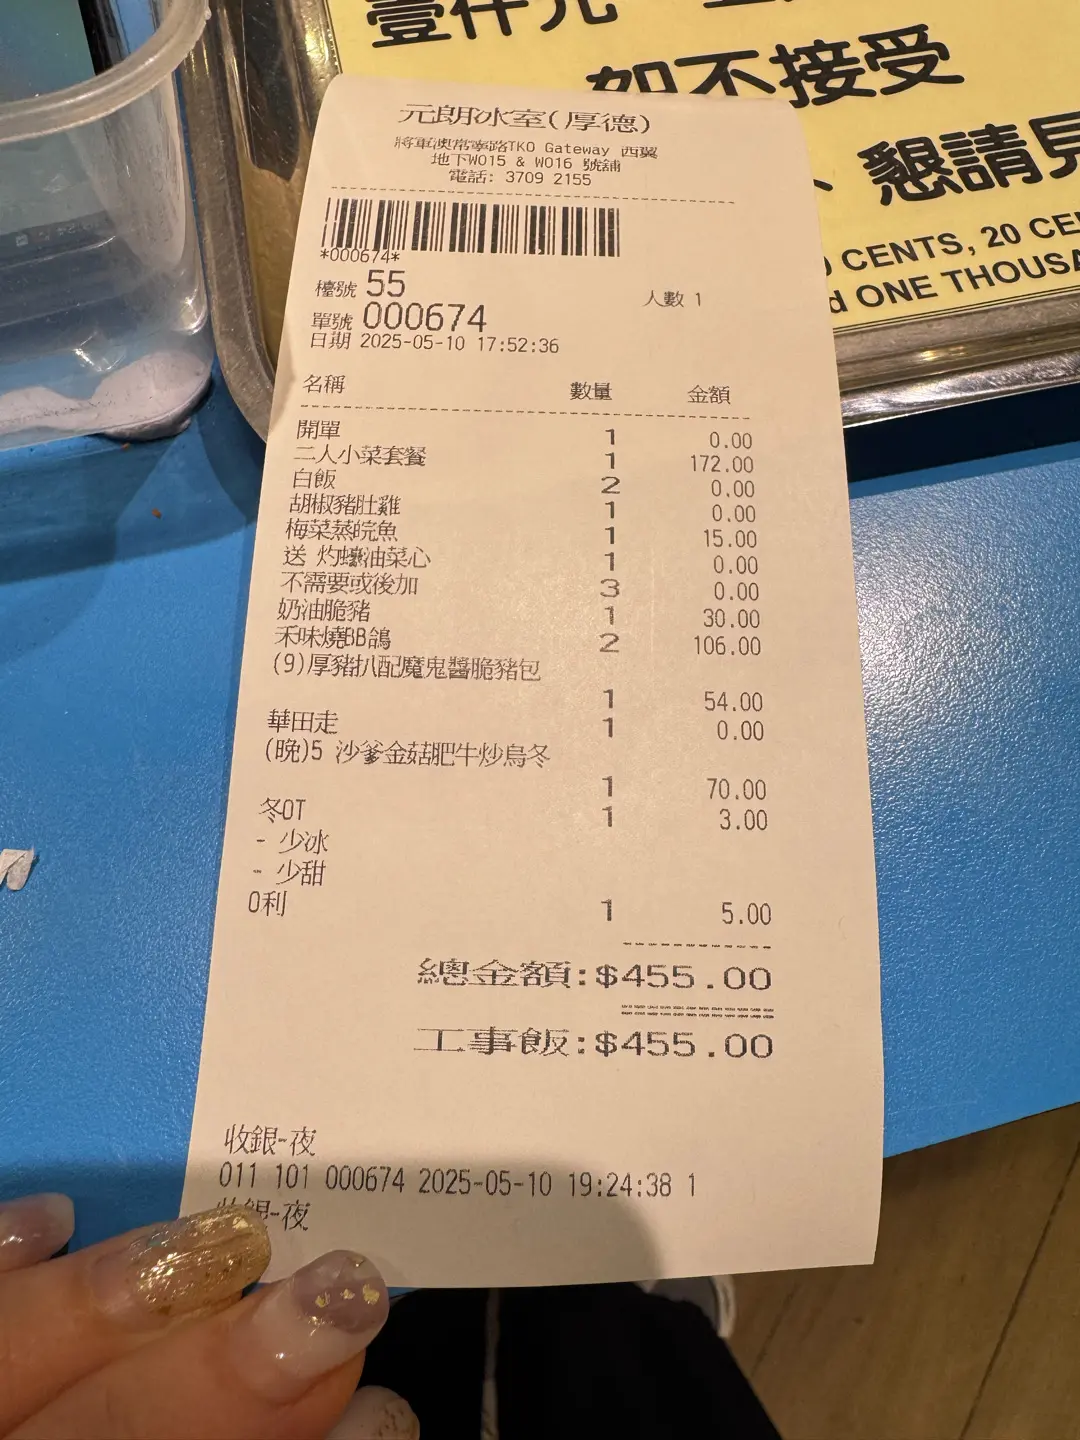 壹仟元
如不接受
、懇請見
0 CENTS, 20 CE
d ONE THOUSA
元朗冰室(厚德)
將軍澳常寧路TKO Gateway 西翼
地下W015 & W016 號舖
電話: 3709 2155
*000674*
檯號 55 人數 1
單號 000674
日期 2025-05-10 17:52:36
名稱 數量 金額
開單 1 0.00
二人小菜套餐 1 172.00
白飯 2 0.00
胡椒豬肚雞 1 0.00
梅菜蒸皖魚 1 15.00
送 灼蠔油菜心 1 0.00
不需要或後加 3 0.00
奶油脆豬 1 30.00
禾味燒BB鴿 2 106.00
(9)厚豬扒配魔鬼醬脆豬包
1 54.00
華田走 1 0.00
(晚)5 沙爹金菇肥牛炒烏冬
1 70.00
冬OT 1 3.00
- 少冰
- 少甜
O利 1 5.00
總金額:$455.00
工事飯:$455.00
收銀-夜
011 101 000674 2025-05-10 19:24:38 1
收銀-夜